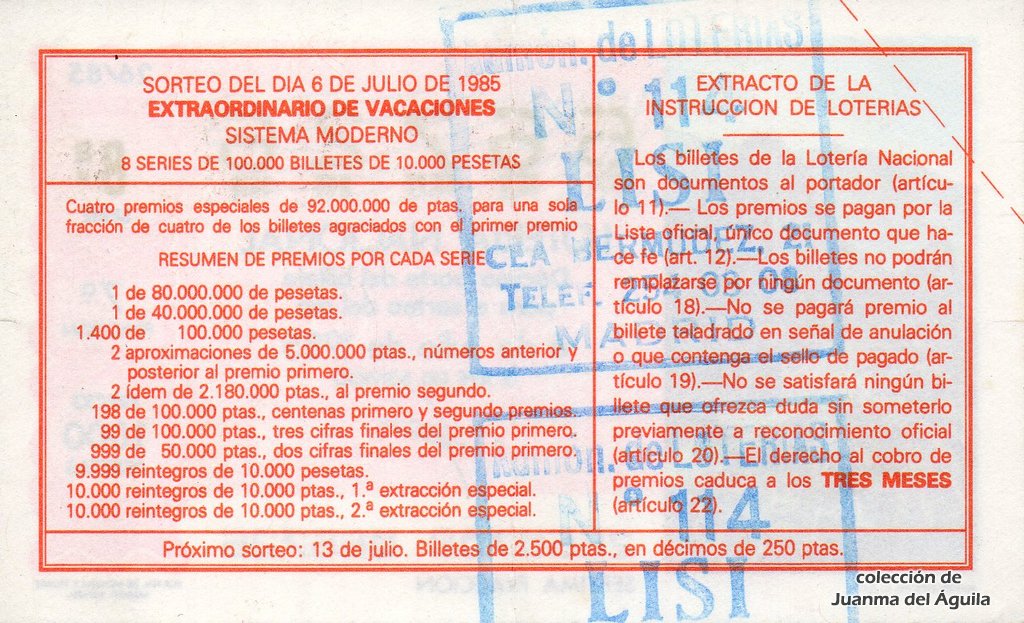 SORTEO DEL DIA 6 DE JULIO DE 1985
EXTRAORDINARIO DE VACACIONES
SISTEMA MODERNO
8 SERIES DE 100.000 BILLETES DE 10.000 PESETAS
Cuatro premios especiales de 92.000.000 de ptas. para una sola
fracción de cuatro de los billetes agraciados con el primer premio
RESUMEN DE PREMIOS POR CADA SERIE
1 de 80.000.000 de pesetas.
1 de 40.000.000 de pesetas.
1.400 de 100.000 pesetas.
2 aproximaciones de 5.000.000 ptas., números anterior y
posterior al premio primero.
2 ídem de 2.180.000 ptas., al premio segundo.
198 de 100.000 ptas., centenas primero y segundo premios.
99 de 100.000 ptas., tres cifras finales del premio primero.
999 de 50.000 ptas., dos cifras finales del premio primero.
9.999 reintegros de 10.000 pesetas.
10.000 reintegros de 10.000 ptas., 1.ª extracción especial.
10.000 reintegros de 10.000 ptas., 2.ª extracción especial.
EXTRACTO DE LA
INSTRUCCION DE LOTERIAS
Los billetes de la Lotería Nacional
son documentos al portador (artícu-
lo 11).— Los premios se pagan por la
Lista oficial, único documento que ha-
ce fe (art. 12).—Los billetes no podrán
remplazarse por ningún documento (ar-
tículo 18).—No se pagará premio al
billete taladrado en señal de anulación
o que contenga el sello de pagado (ar-
tículo 19).—No se satisfará ningún bi-
llete que ofrezca duda sin someterlo
previamente a reconocimiento oficial
(artículo 20).—El derecho al cobro de
premios caduca a los TRES MESES
(artículo 22).
Próximo sorteo: 13 de julio. Billetes de 2.500 ptas., en décimos de 250 ptas.
N.º 114
LISI
CEA BERMUDEZ, 21
TELEF. 254 08 08
MADRID
de LOTERIAS
N.º 114
LISI
colección de
Juanma del Águila